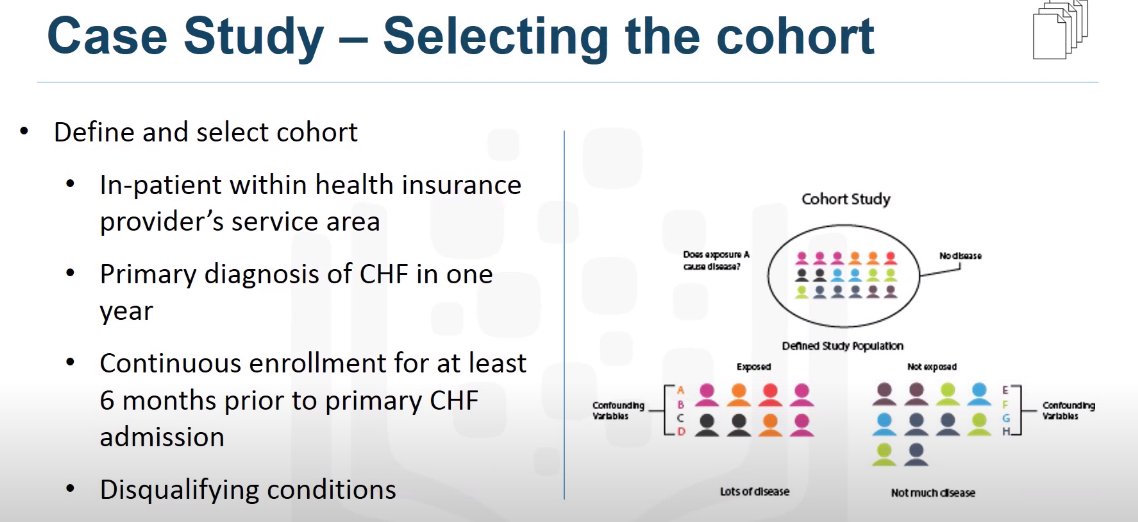 Case Study – Selecting the cohort
• Define and select cohort
• In-patient within health insurance
provider's service area
• Primary diagnosis of CHF in one
year
• Continuous enrollment for at least
6 months prior to primary CHF
admission
• Disqualifying conditions
Cohort Study
Does exposure A
cause disease?
No disease
Defined Study Population
Exposed
Not exposed
Confounding
Variables
A
B
C
D
E
F
G
H
Confounding
Variables
Lots of disease
Not much disease